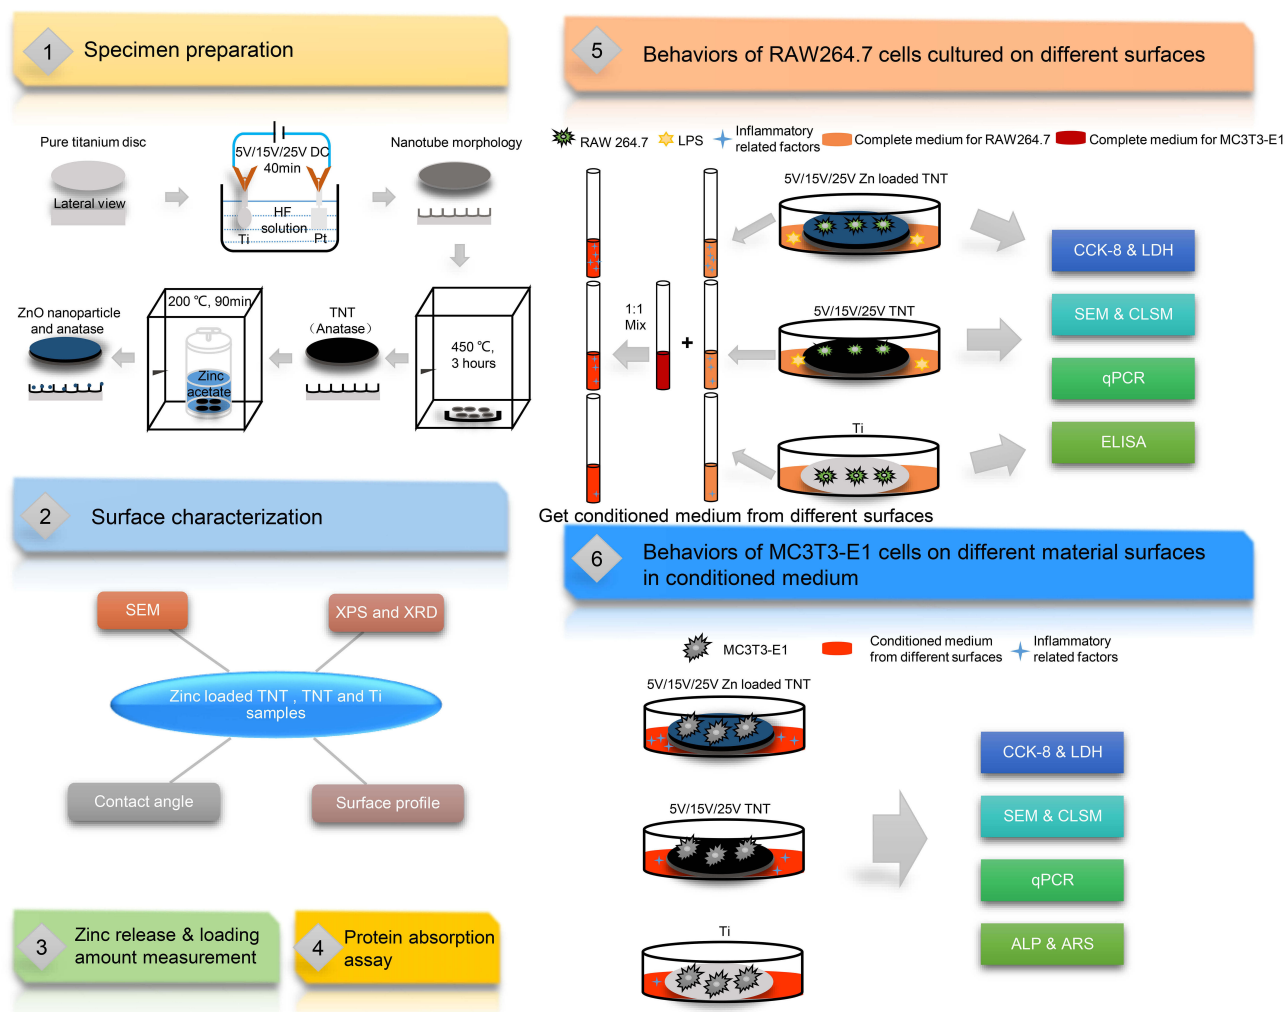 1
Specimen preparation
Pure titanium disc
Lateral view
5V/15V/25V DC
40min
HF
solution
Ti
Pt
Nanotube morphology
ZnO nanoparticle
and anatase
200 ℃, 90min
Zinc
acetate
TNT
（Anatase）
450 ℃,
3 hours
2
Surface characterization
SEM
XPS and XRD
Zinc loaded TNT , TNT and Ti
samples
Contact angle
Surface profile
3
Zinc release & loading
amount measurement
4
Protein absorption
assay
5
Behaviors of RAW264.7 cells cultured on different surfaces
RAW 264.7
LPS
Inflammatory
related factors
Complete medium for RAW264.7
Complete medium for MC3T3-E1
5V/15V/25V Zn loaded TNT
1:1
Mix
+
5V/15V/25V TNT
Ti
CCK-8 & LDH
SEM & CLSM
qPCR
ELISA
Get conditioned medium from different surfaces
6
Behaviors of MC3T3-E1 cells on different material surfaces
in conditioned medium
MC3T3-E1
Conditioned medium
from different surfaces
Inflammatory
related factors
5V/15V/25V Zn loaded TNT
5V/15V/25V TNT
Ti
CCK-8 & LDH
SEM & CLSM
qPCR
ALP & ARS